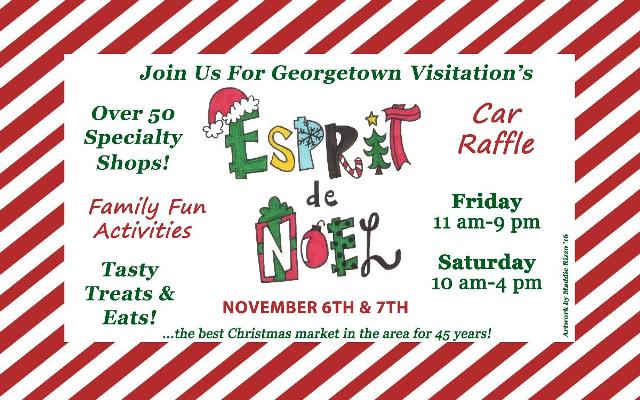 Join Us For Georgetown Visitation's
Over 50
Specialty
Shops!
Family Fun
Activities
Tasty
Treats &
Eats!
ESPRIT
de
NOEL
NOVEMBER 6TH & 7TH
Car
Raffle
Friday
11 am-9 pm
Saturday
10 am-4 pm
...the best Christmas market in the area for 45 years!
Artwork by Maddie Rizzo '16